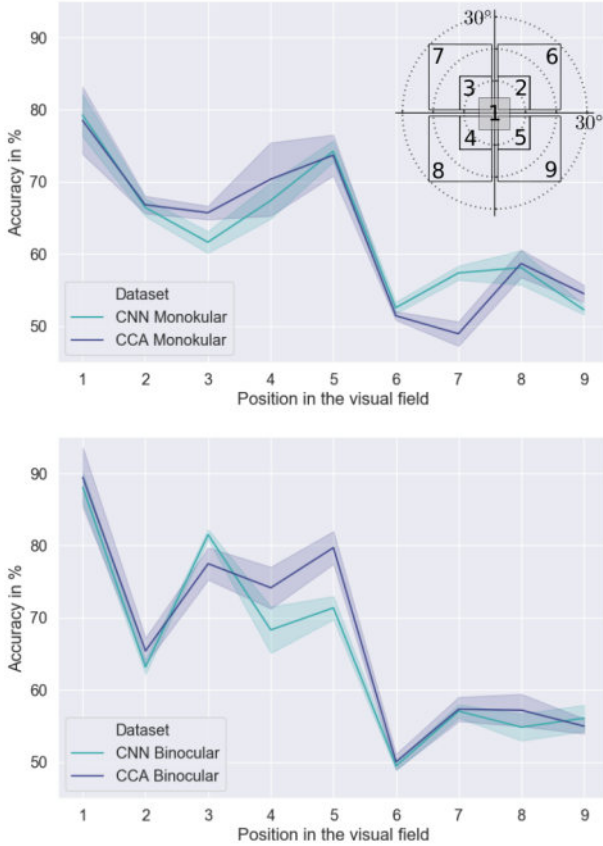 90
80
70
60
50
Accuracy in %
30°
7 6
3 2
1
30°
4 5
8 9
Dataset
CNN Monokular
CCA Monokular
1 2 3 4 5 6 7 8 9
Position in the visual field
90
80
70
60
50
Accuracy in %
Dataset
CNN Binocular
CCA Binocular
1 2 3 4 5 6 7 8 9
Position in the visual field